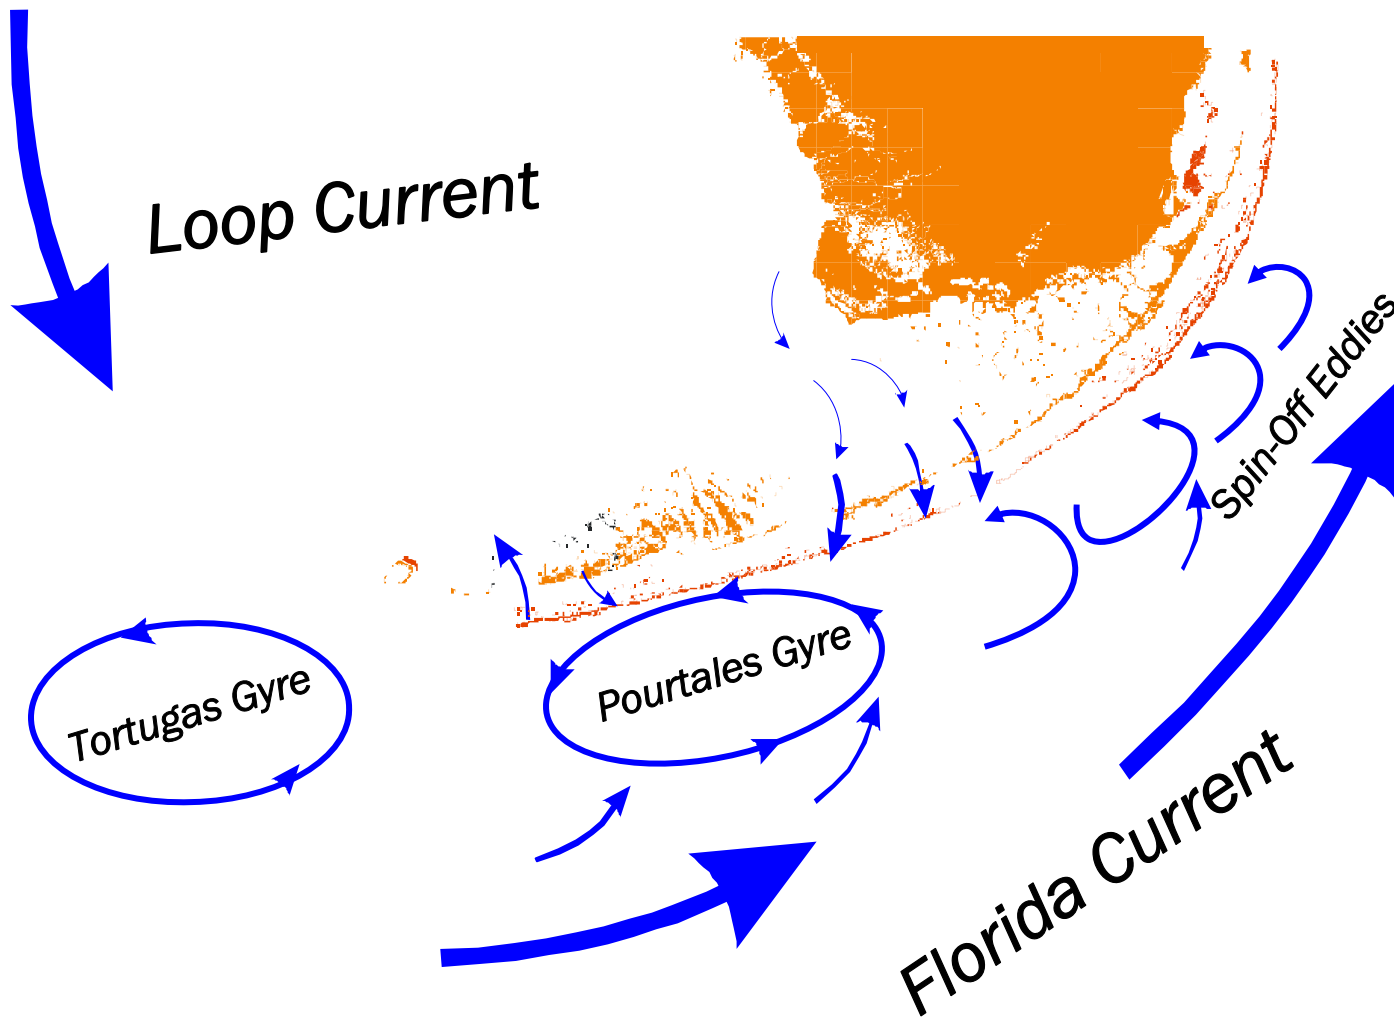 Loop Current
Spin-Off Eddies
Tortugas Gyre
Pourtales Gyre
Florida Current